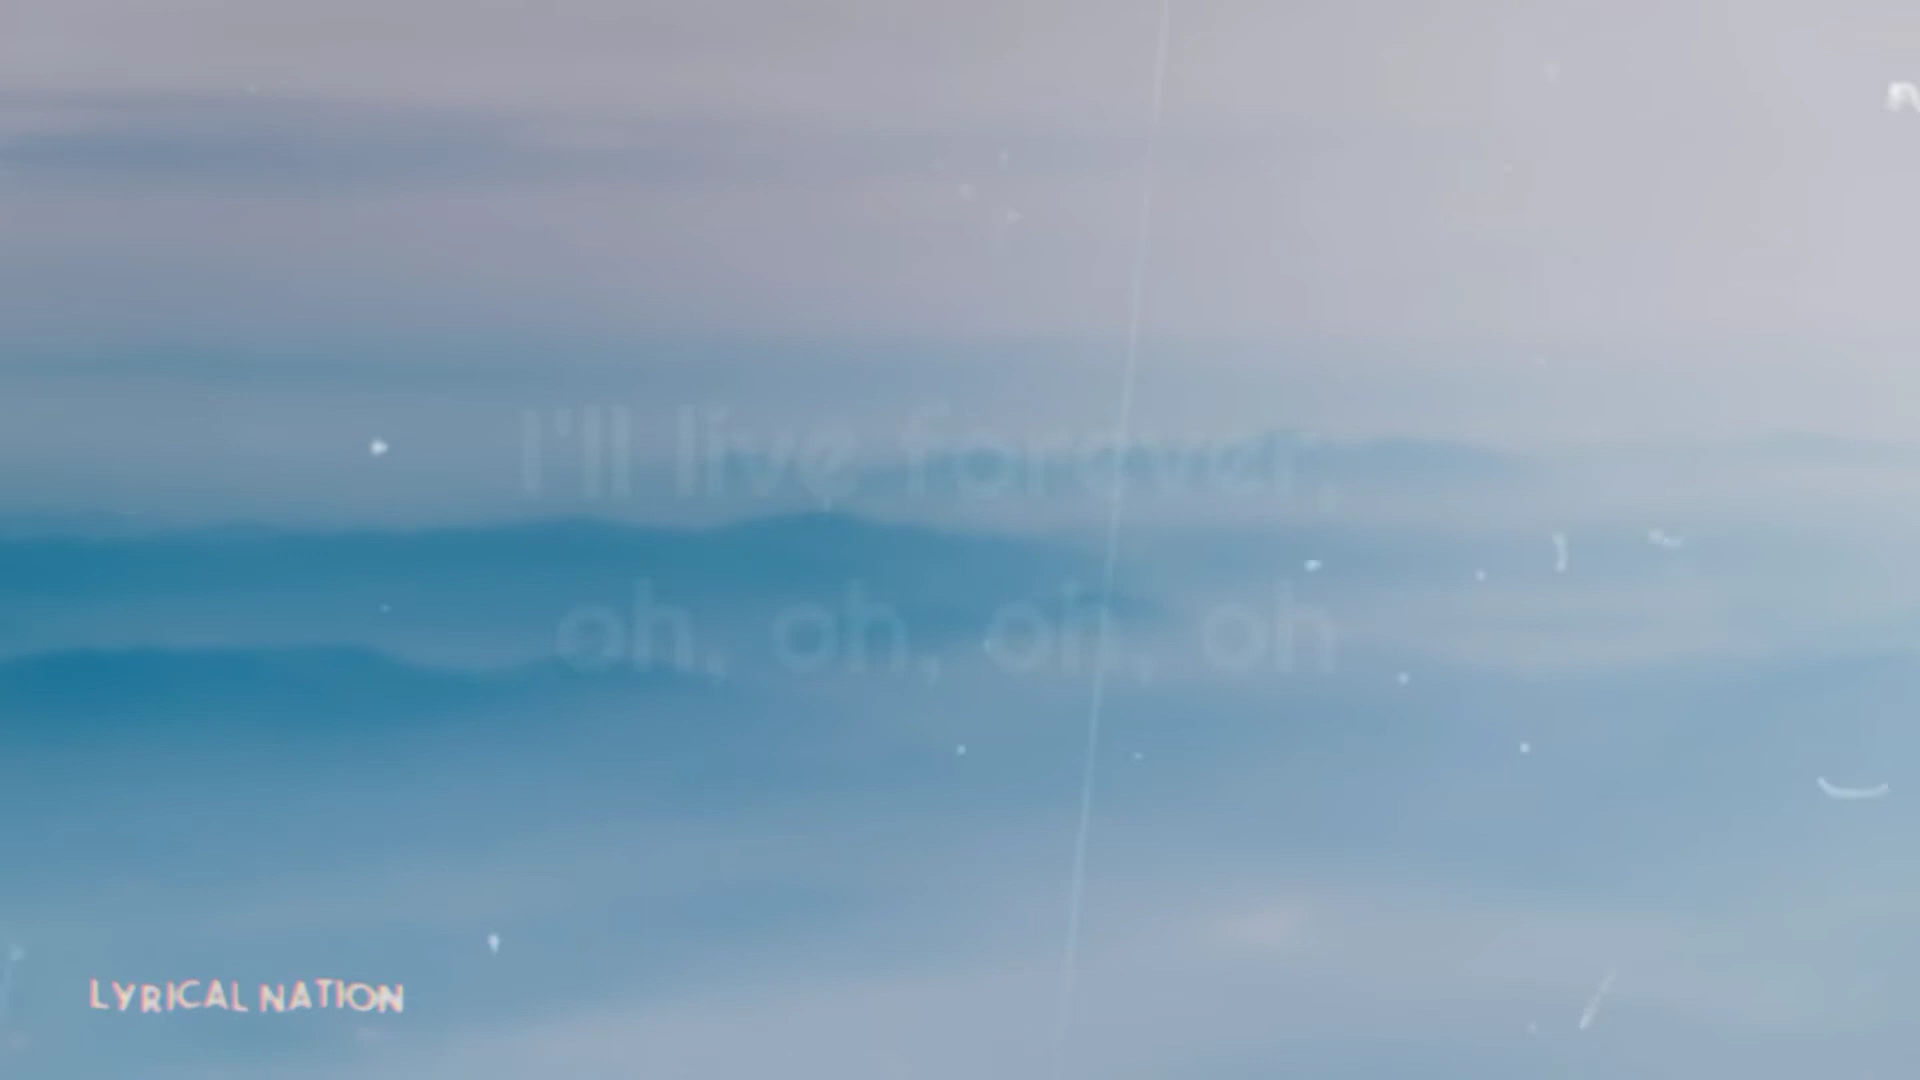 I'll live forever,
oh, oh, oh, oh
LYRICAL NATION